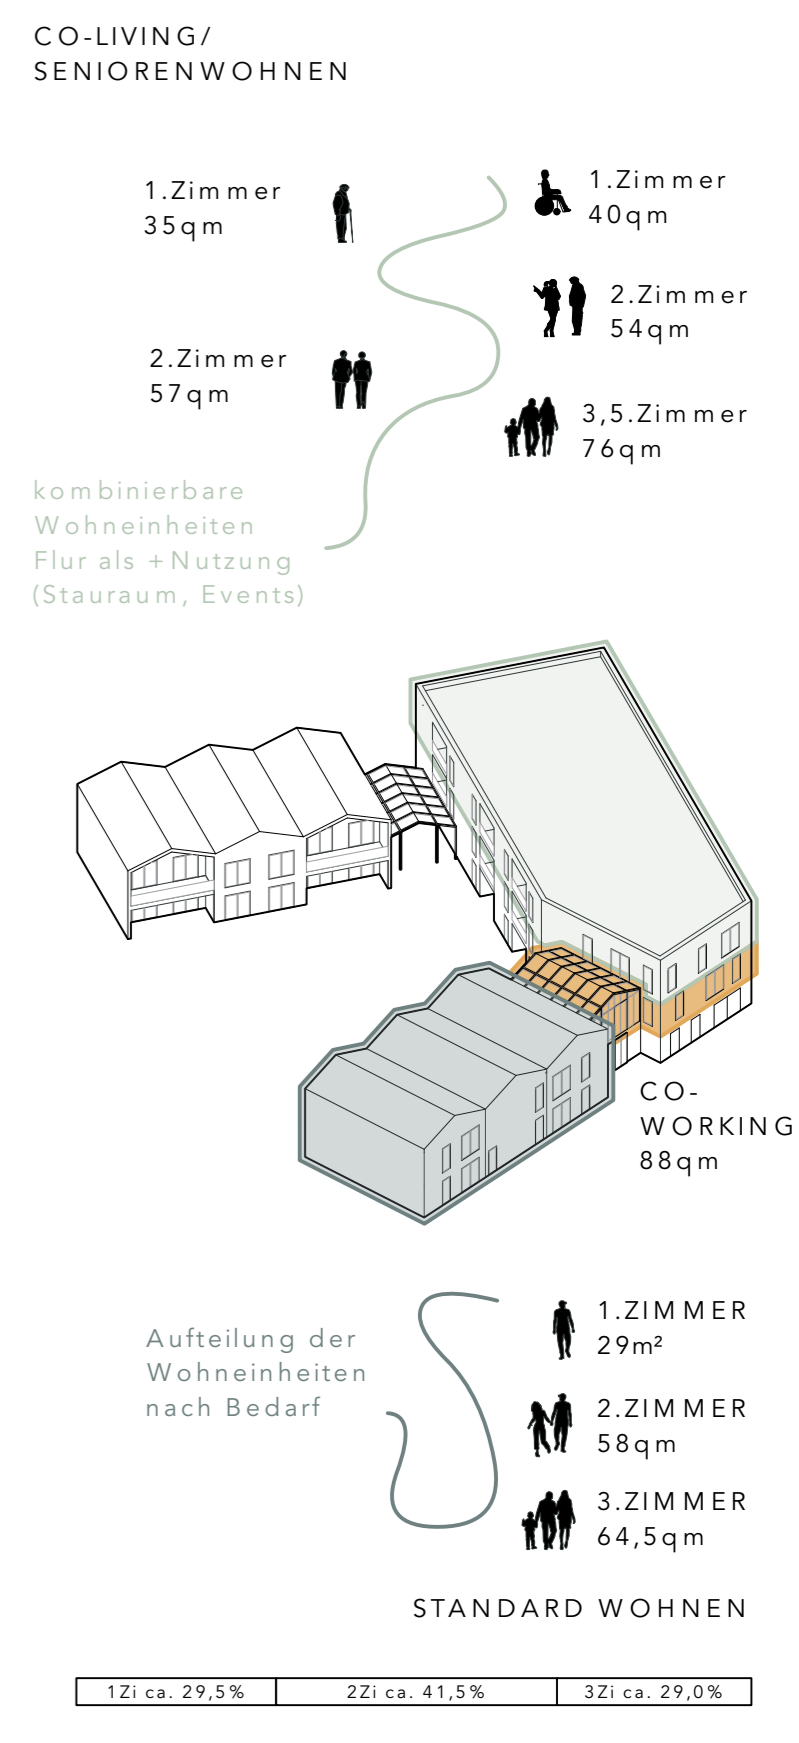 CO-LIVING/
SENIORENWOHNEN
1.Zimmer
35qm
1.Zimmer
40qm
2.Zimmer
54qm
2.Zimmer
57qm
3,5.Zimmer
76qm
kombinierbare
Wohneinheiten
Flur als +Nutzung
(Stauraum, Events)
CO-
WORKING
88qm
Aufteilung der
Wohneinheiten
nach Bedarf
1.ZIMMER
29m²
2.ZIMMER
58qm
3.ZIMMER
64,5qm
STANDARD WOHNEN
1Zi ca. 29,5%
2Zi ca. 41,5%
3Zi ca. 29,0%